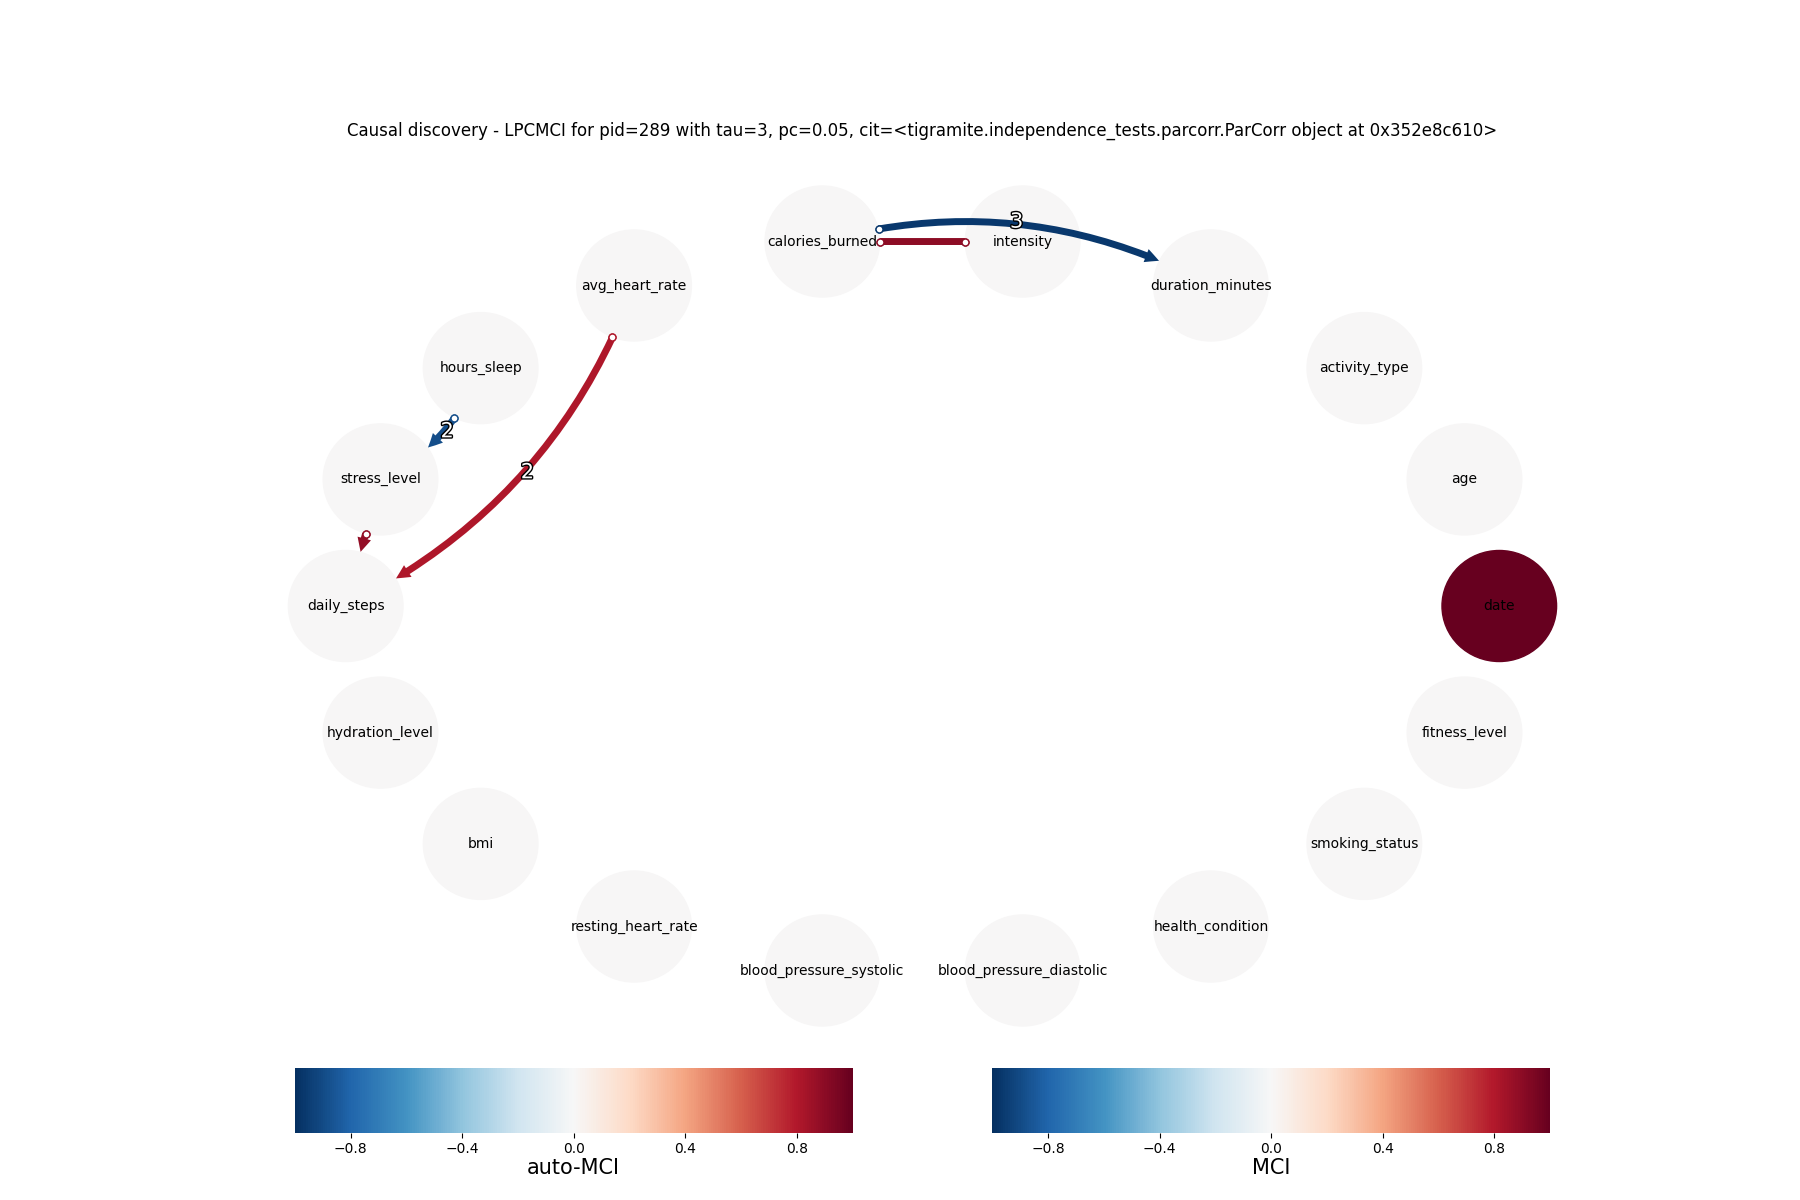 Causal discovery - LPCMCI for pid=289 with tau=3, pc=0.05, cit=<tigramite.independence_tests.parcorr.ParCorr object at 0x352e8c610>
3
calories_burned
intensity
avg_heart_rate
duration_minutes
hours_sleep
activity_type
2
2
stress_level
age
daily_steps
date
hydration_level
fitness_level
bmi
smoking_status
resting_heart_rate
health_condition
blood_pressure_systolic
blood_pressure_diastolic
−0.8 −0.4 0.0 0.4 0.8
auto-MCI
−0.8 −0.4 0.0 0.4 0.8
MCI